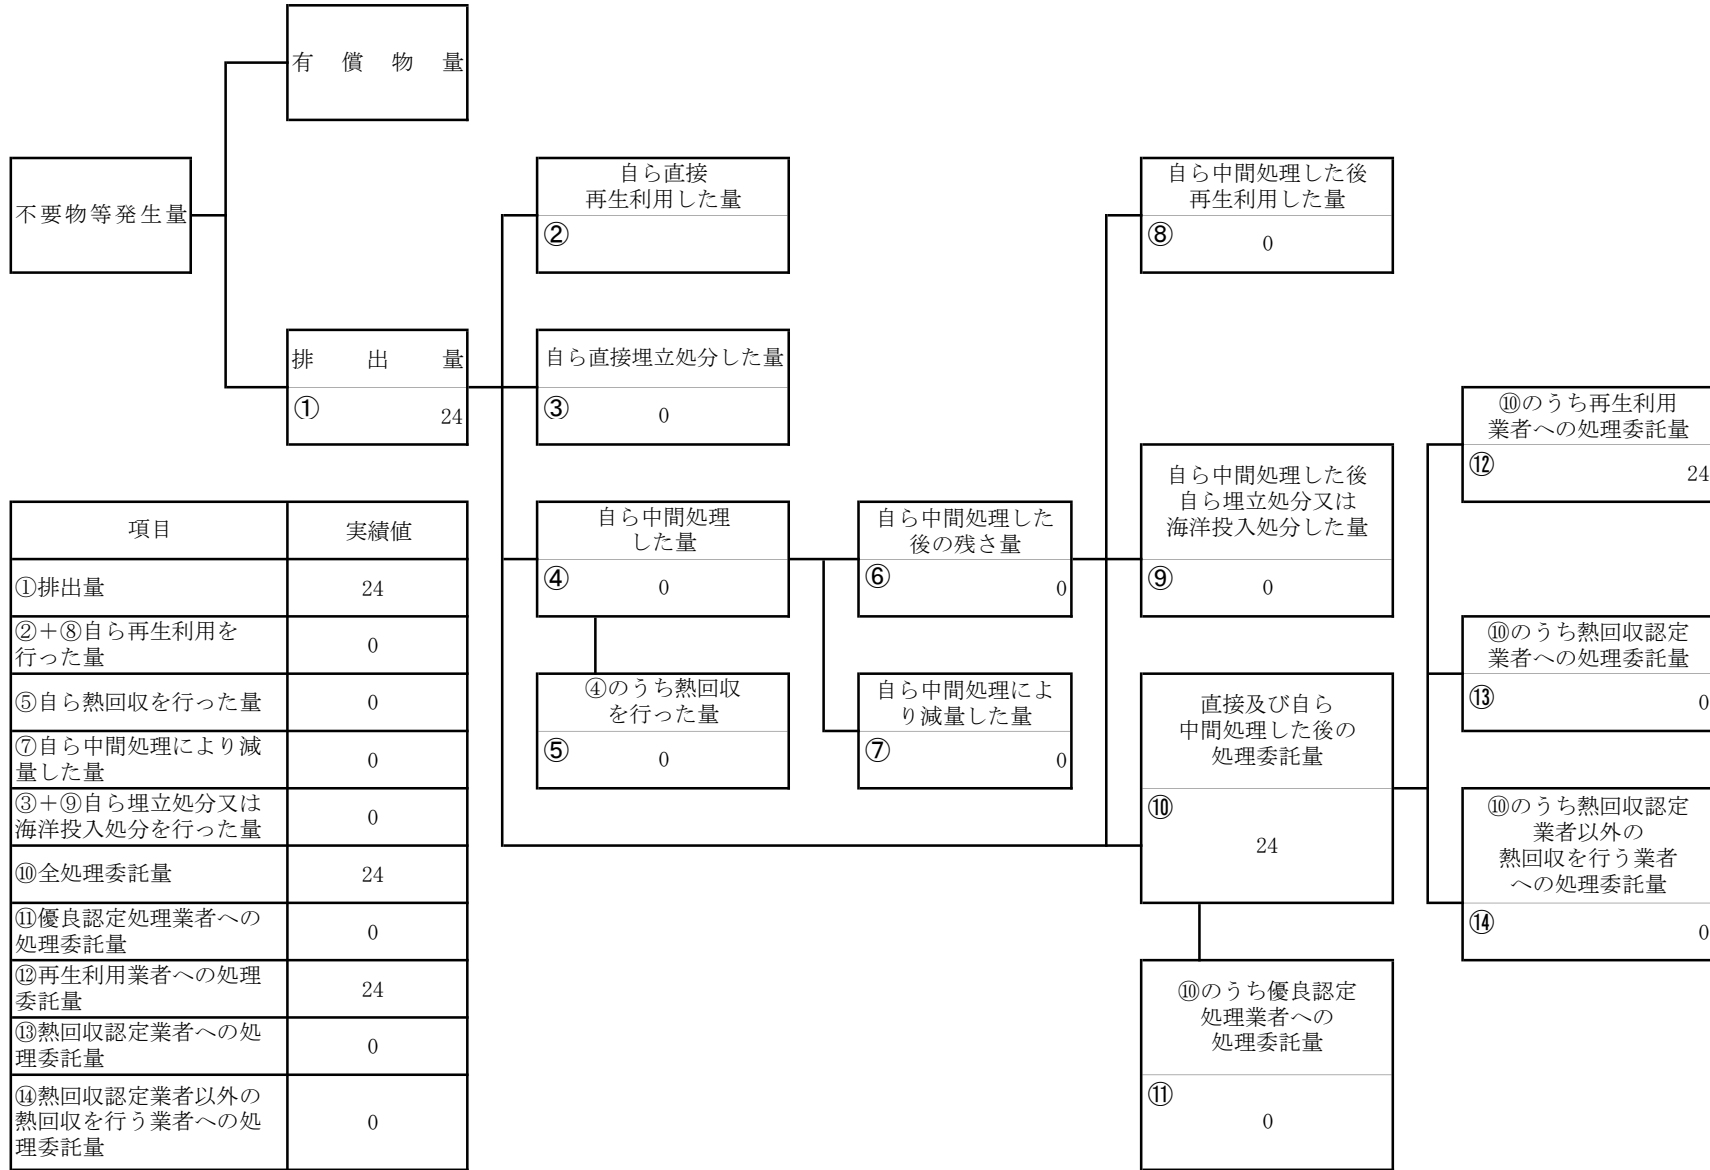 有償物量
不要物等発生量
排出量
① 24
自ら直接
再生利用した量
②
自ら直接埋立処分した量
③ 0
自ら中間処理
した量
④ 0
④のうち熱回収
を行った量
⑤ 0
自ら中間処理した
後の残さ量
⑥ 0
自ら中間処理によ
り減量した量
⑦ 0
自ら中間処理した後
再生利用した量
⑧ 0
自ら中間処理した後
自ら埋立処分又は
海洋投入処分した量
⑨ 0
直接及び自ら
中間処理した後の
処理委託量
⑩
24
⑩のうち優良認定
処理業者への
処理委託量
⑪
0
⑩のうち再生利用
業者への処理委託量
⑫ 24
⑩のうち熱回収認定
業者への処理委託量
⑬ 0
⑩のうち熱回収認定
業者以外の
熱回収を行う業者
への処理委託量
⑭ 0
項目 実績値
①排出量 24
②+⑧自ら再生利用を
行った量 0
⑤自ら熱回収を行った量 0
⑦自ら中間処理により減
量した量 0
③+⑨自ら埋立処分又は
海洋投入処分を行った量 0
⑩全処理委託量 24
⑪優良認定処理業者への
処理委託量 0
⑫再生利用業者への処理
委託量 24
⑬熱回収認定業者への処
理委託量 0
⑭熱回収認定業者以外の
熱回収を行う業者への処
理委託量 0